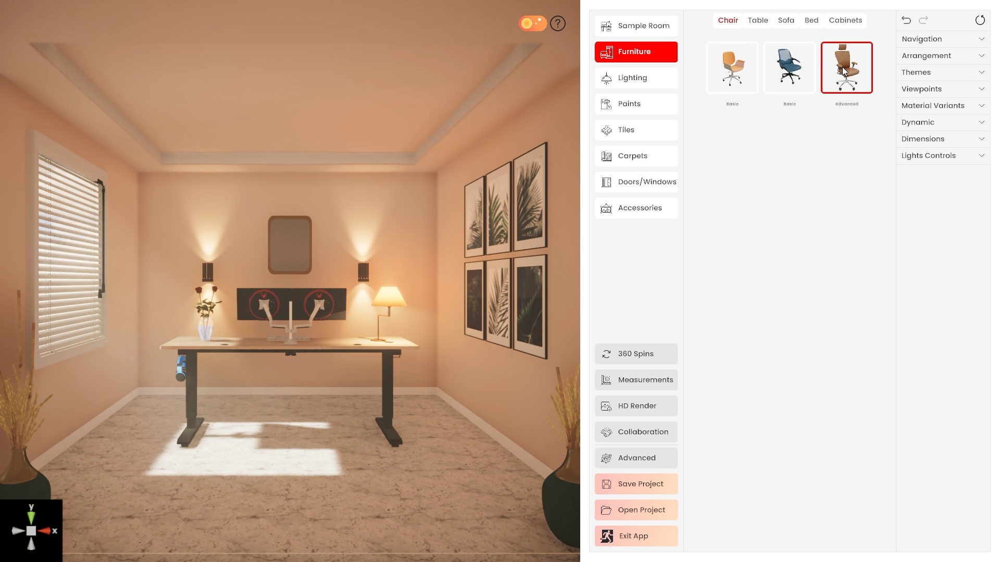 ?
Sample Room
Furniture
Lighting
Paints
Tiles
Carpets
Doors/Windows
Accessories
360 Spins
Measurements
HD Render
Collaboration
Advanced
Save Project
Open Project
Exit App
Chair Table Sofa Bed Cabinets
Basic Basic Advanced
Navigation
Arrangement
Themes
Viewpoints
Material Variants
Dynamic
Dimensions
Lights Controls
y
x